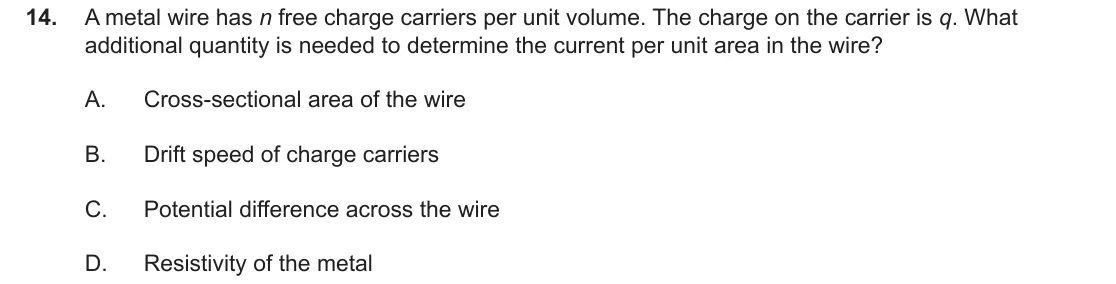 14. A metal wire has n free charge carriers per unit volume. The charge on the carrier is q. What
additional quantity is needed to determine the current per unit area in the wire?
A. Cross-sectional area of the wire
B. Drift speed of charge carriers
C. Potential difference across the wire
D. Resistivity of the metal